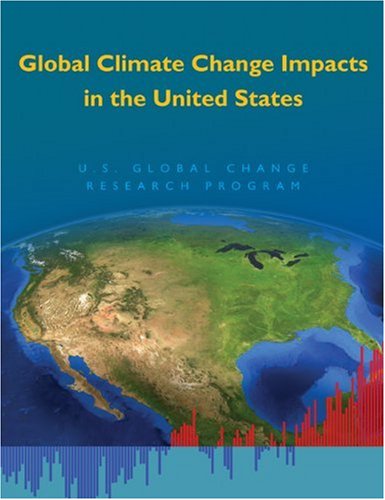 Global Climate Change Impacts
in the United States
U.S. GLOBAL CHANGE
RESEARCH PROGRAM